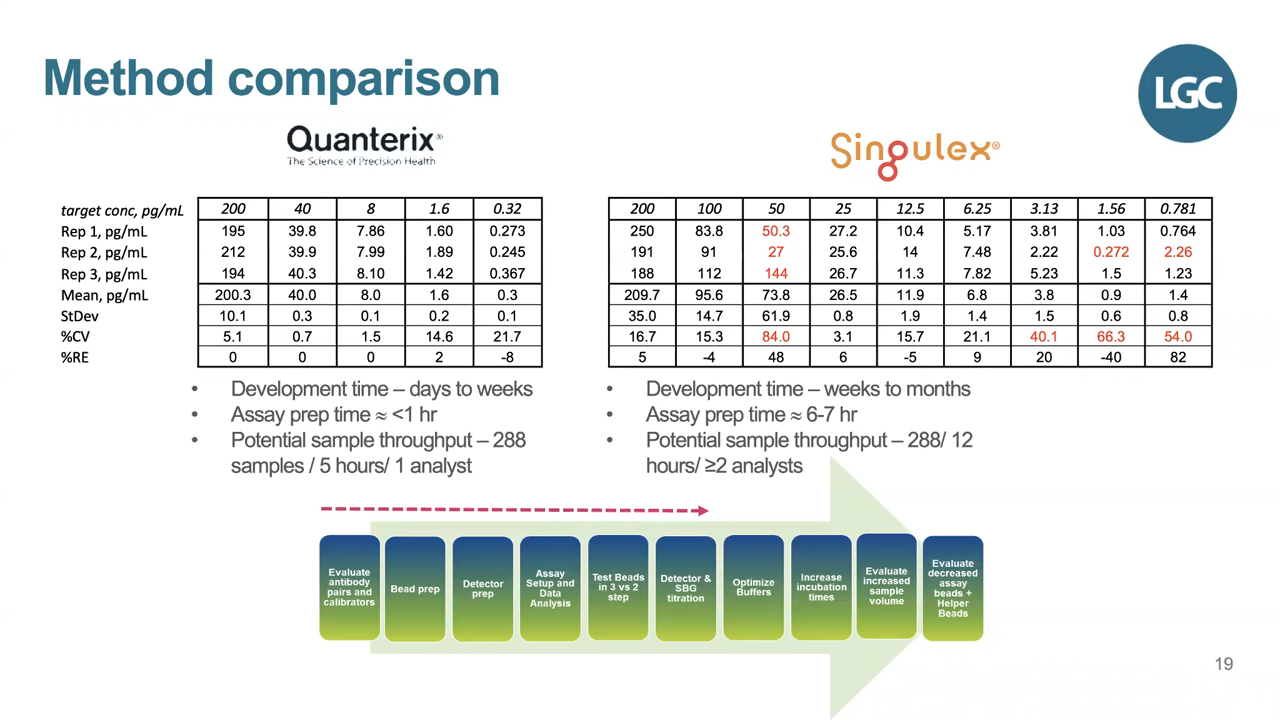 Method comparison
LGC
Quanterix®
The Science of Precision Health
Singulex®
target conc, pg/mL 200 40 8 1.6 0.32
Rep 1, pg/mL 195 39.8 7.86 1.60 0.273
Rep 2, pg/mL 212 39.9 7.99 1.89 0.245
Rep 3, pg/mL 194 40.3 8.10 1.42 0.367
Mean, pg/mL 200.3 40.0 8.0 1.6 0.3
StDev 10.1 0.3 0.1 0.2 0.1
%CV 5.1 0.7 1.5 14.6 21.7
%RE 0 0 0 2 -8
200 100 50 25 12.5 6.25 3.13 1.56 0.781
250 83.8 50.3 27.2 10.4 5.17 3.81 1.03 0.764
191 91 27 25.6 14 7.48 2.22 0.272 2.26
188 112 144 26.7 11.3 7.82 5.23 1.5 1.23
209.7 95.6 73.8 26.5 11.9 6.8 3.8 0.9 1.4
35.0 14.7 61.9 0.8 1.9 1.4 1.5 0.6 0.8
16.7 15.3 84.0 3.1 15.7 21.1 40.1 66.3 54.0
5 -4 48 6 -5 9 20 -40 82
• Development time – days to weeks
• Assay prep time ≈ <1 hr
• Potential sample throughput – 288
samples / 5 hours/ 1 analyst
• Development time – weeks to months
• Assay prep time ≈ 6-7 hr
• Potential sample throughput – 288/ 12
hours/ ≥2 analysts
Evaluate
antibody
pairs and
calibrators
Bead prep
Detector
prep
Assay
Setup and
Data
Analysis
Test Beads
in 3 vs 2
step
Detector &
SBG
titration
Optimize
Buffers
Increase
incubation
times
Evaluate
increased
sample
volume
Evaluate
decreased
assay
beads +
Helper
Beads
19